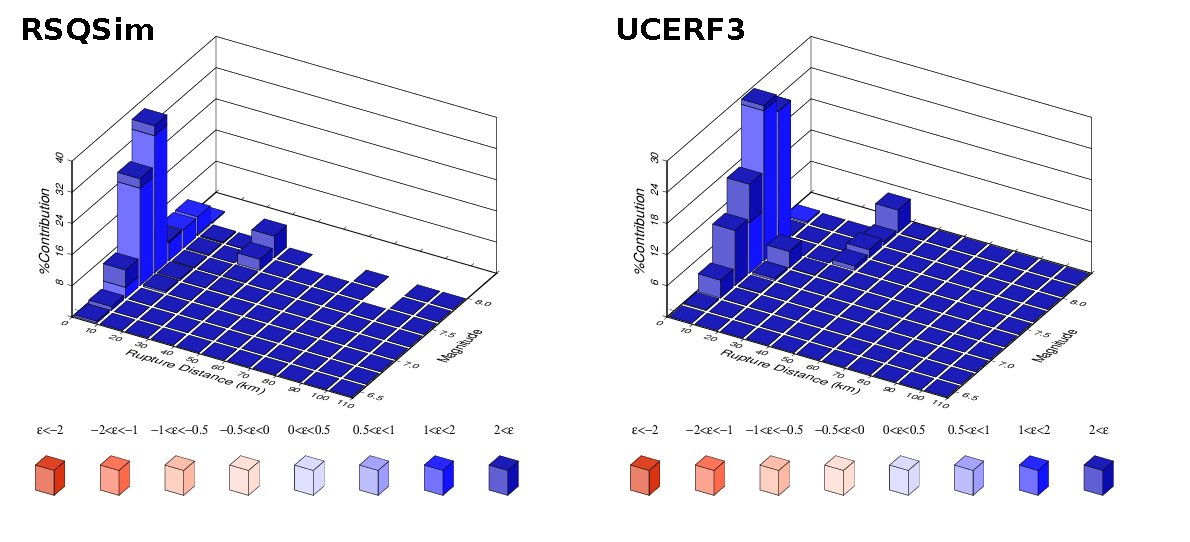 RSQSim
%Contribution
40
32
24
16
8
0
10
20
30
40
50
60
70
80
90
100
110
Rupture Distance (km)
Magnitude
8.0
7.5
7.0
6.5
ε<−2
−2<ε<−1
−1<ε<−0.5
−0.5<ε<0
0<ε<0.5
0.5<ε<1
1<ε<2
2<ε
UCERF3
%Contribution
30
24
18
12
6
0
10
20
30
40
50
60
70
80
90
100
110
Rupture Distance (km)
Magnitude
8.0
7.5
7.0
6.5
ε<−2
−2<ε<−1
−1<ε<−0.5
−0.5<ε<0
0<ε<0.5
0.5<ε<1
1<ε<2
2<ε